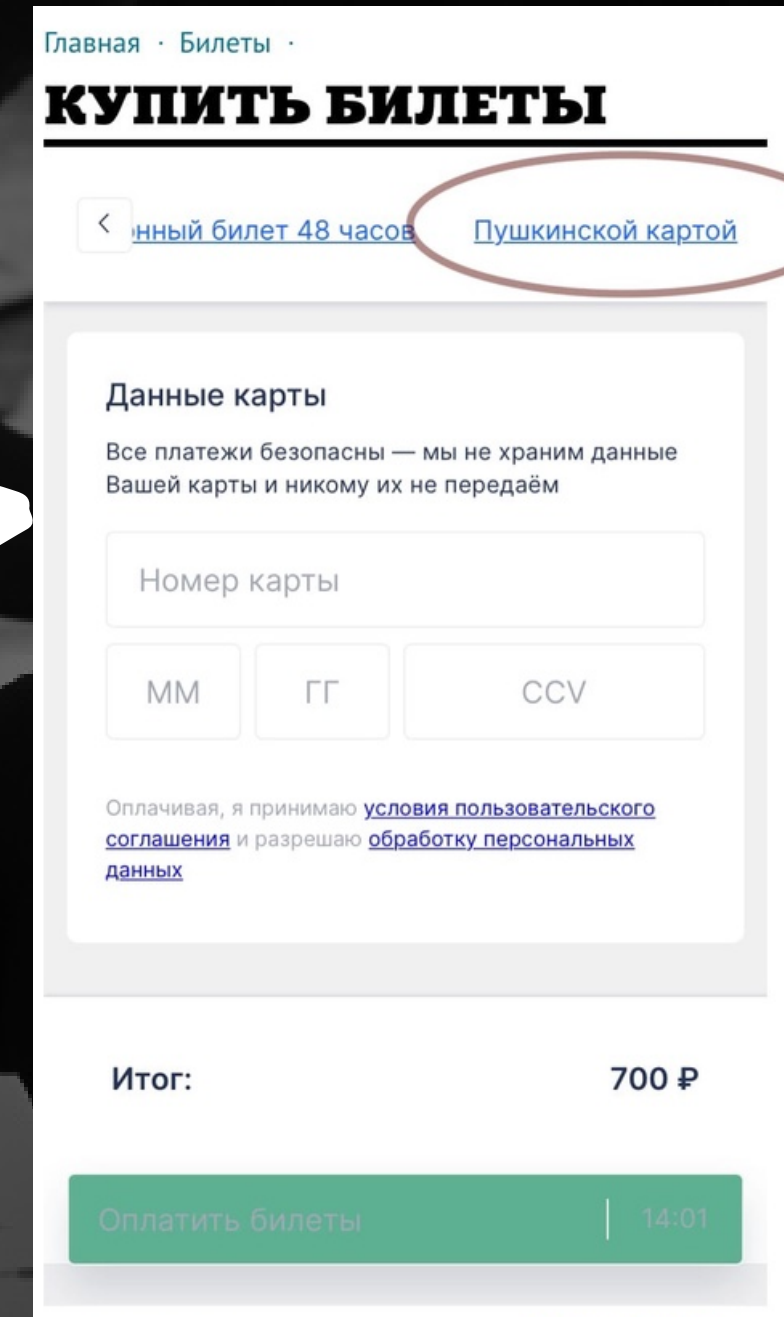 Главная · Билеты ·
КУПИТЬ БИЛЕТЫ
нный билет 48 часов Пушкинской картой
Данные карты
Все платежи безопасны — мы не храним данные
Вашей карты и никому их не передаём
Номер карты
ММ ГГ CCV
Оплачивая, я принимаю условия пользовательского
соглашения и разрешаю обработку персональных
данных
Итог: 700 ₽
Оплатить билеты 14:01